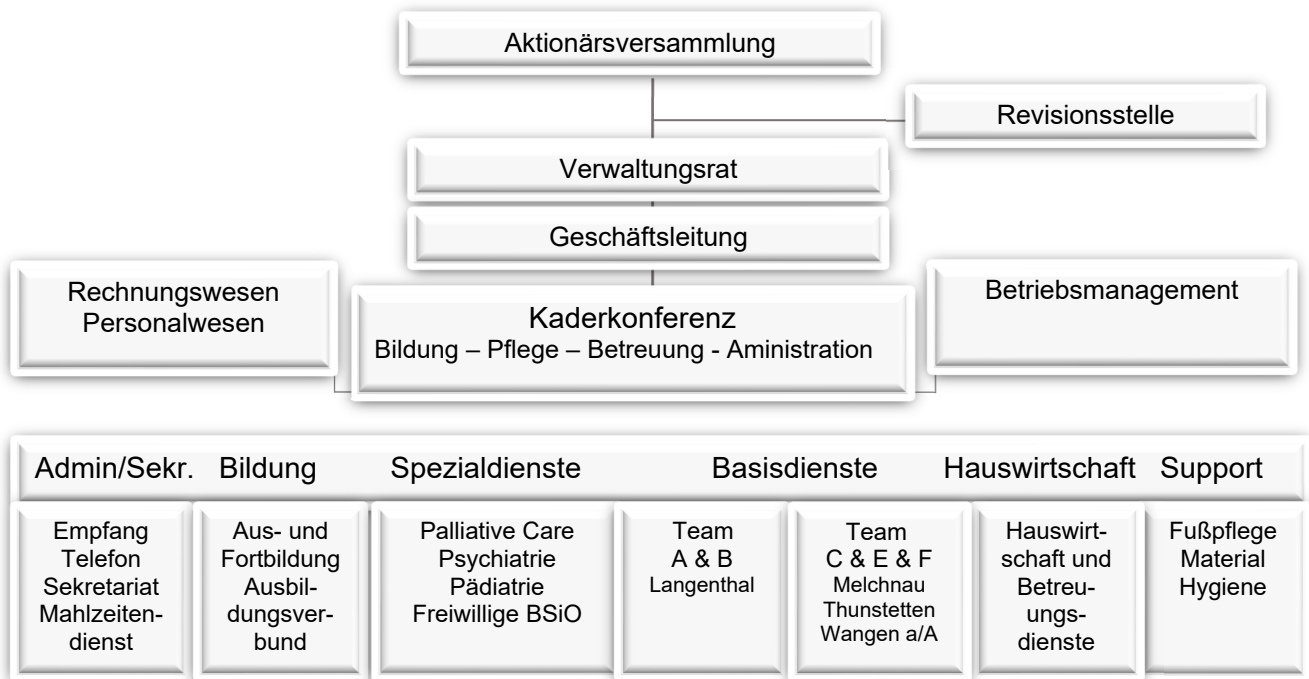 Aktionärsversammlung
Revisionsstelle
Verwaltungsrat
Geschäftsleitung
Rechnungswesen
Personalwesen
Kaderkonferenz
Bildung – Pflege – Betreuung - Aministration
Betriebsmanagement
Admin/Sekr. Bildung Spezialdienste Basisdienste Hauswirtschaft Support
Empfang
Telefon
Sekretariat
Mahlzeiten-
dienst
Aus- und
Fortbildung
Ausbil-
dungsver-
bund
Palliative Care
Psychiatrie
Pädiatrie
Freiwillige BSiO
Team
A & B
Langenthal
Team
C & E & F
Melchnau
Thunstetten
Wangen a/A
Hauswirt-
schaft und
Betreu-
ungs-
dienste
Fußpflege
Material
Hygiene